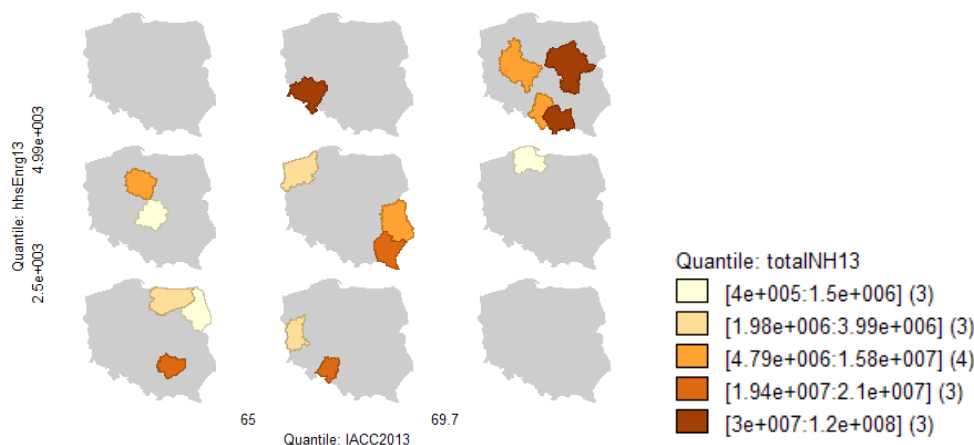 Quantile: hhsEnrg13
4.99e+003
2.5e+003
65
69.7
Quantile: IACC2013
Quantile: totalNH13
[4e+005:1.5e+006] (3)
[1.98e+006:3.99e+006] (3)
[4.79e+006:1.58e+007] (4)
[1.94e+007:2.1e+007] (3)
[3e+007:1.2e+008] (3)